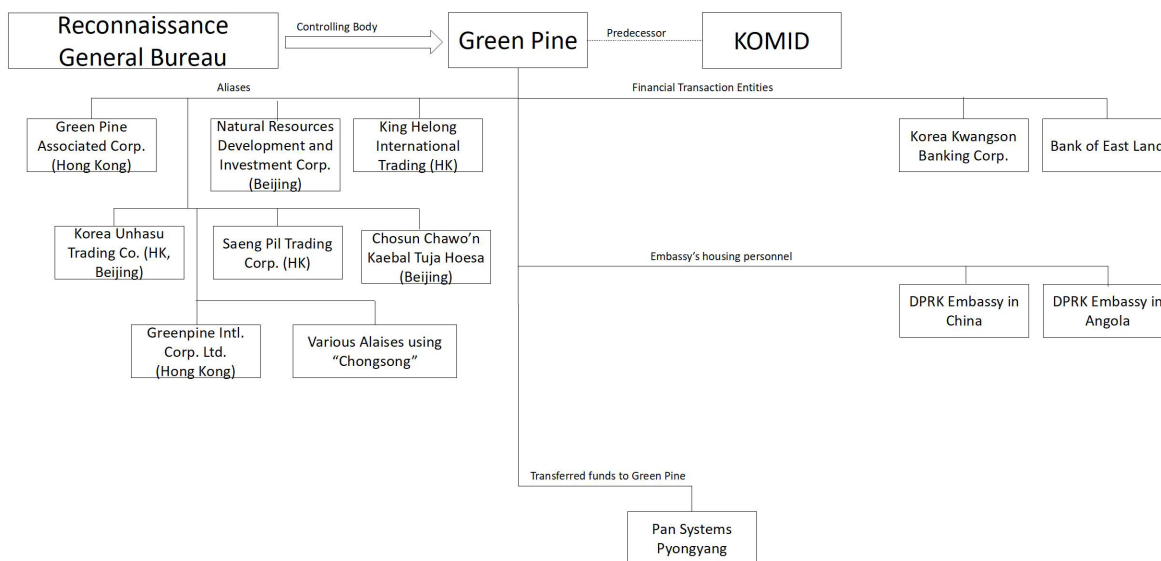 Reconnaissance
General Bureau
Controlling Body
Green Pine
Predecessor
KOMID
Aliases
Financial Transaction Entities
Green Pine
Associated Corp.
(Hong Kong)
Natural Resources
Development and
Investment Corp.
(Beijing)
King Helong
International
Trading (HK)
Korea Kwangson
Banking Corp.
Bank of East Land
Korea Unhasu
Trading Co. (HK,
Beijing)
Saeng Pil Trading
Corp. (HK)
Chosun Chawo’n
Kaebal Tuja Hoesa
(Beijing)
Embassy’s housing personnel
DPRK Embassy in
China
DPRK Embassy in
Angola
Greenpine Intl.
Corp. Ltd.
(Hong Kong)
Various Alaises using
“Chongsong”
Transferred funds to Green Pine
Pan Systems
Pyongyang